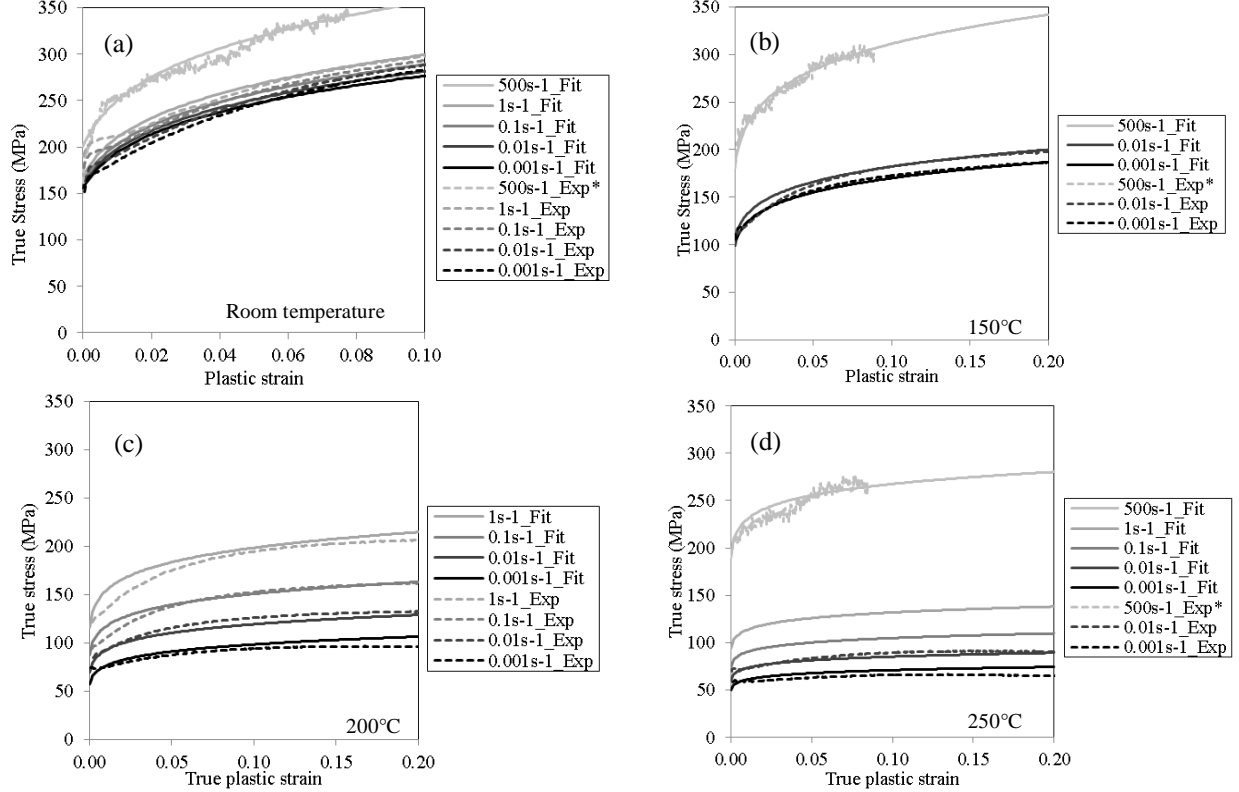 (a)
350
300
250
200
150
100
50
0
True Stress (MPa)
0.00 0.02 0.04 0.06 0.08 0.10
Plastic strain
Room temperature
500s-1_Fit
1s-1_Fit
0.1s-1_Fit
0.01s-1_Fit
0.001s-1_Fit
500s-1_Exp*
1s-1_Exp
0.1s-1_Exp
0.01s-1_Exp
0.001s-1_Exp
(b)
350
300
250
200
150
100
50
0
True Stress (MPa)
0.00 0.05 0.10 0.15 0.20
Plastic strain
150°C
500s-1_Fit
0.01s-1_Fit
0.001s-1_Fit
500s-1_Exp*
0.01s-1_Exp
0.001s-1_Exp
(c)
350
300
250
200
150
100
50
0
True stress (MPa)
0.00 0.05 0.10 0.15 0.20
True plastic strain
200°C
1s-1_Fit
0.1s-1_Fit
0.01s-1_Fit
0.001s-1_Fit
1s-1_Exp
0.1s-1_Exp
0.01s-1_Exp
0.001s-1_Exp
(d)
350
300
250
200
150
100
50
0
True stress (MPa)
0.00 0.05 0.10 0.15 0.20
True plastic strain
250°C
500s-1_Fit
1s-1_Fit
0.1s-1_Fit
0.01s-1_Fit
0.001s-1_Fit
500s-1_Exp*
0.01s-1_Exp
0.001s-1_Exp